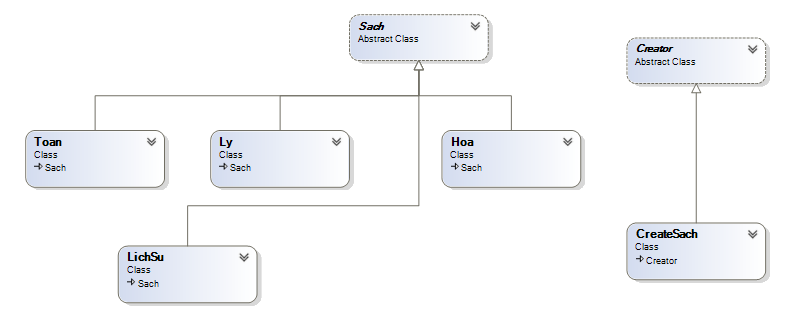 Sach
Abstract Class
Creator
Abstract Class
Toan
Class
Sach
Ly
Class
Sach
Hoa
Class
Sach
CreateSach
Class
Creator
LichSu
Class
Sach